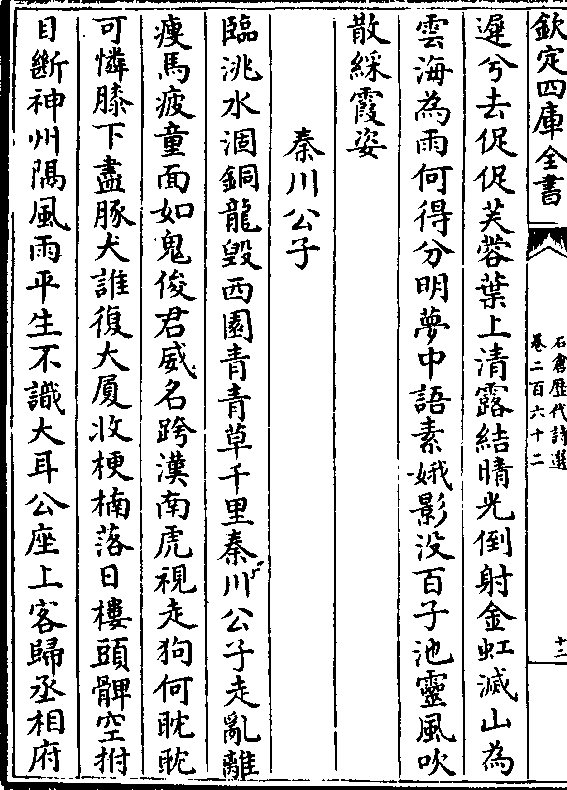 欽定四庫全書
石倉歷代詩選
卷二百六十二
十二
遲兮去促促芙蓉葉上清露結晴光倒射金虹滅山為
雲海為雨何得分明夢中語素娥影没百子池靈風吹
散綵霞姿
秦川公子
臨洮水涸銅龍毀西園青青草千里秦川公子走亂離
瘦馬疲童面如鬼俊君威名跨漢南虎視走狗何耽耽
可憐膝下盡豚犬誰復大厦收梗楠落日樓頭髀空拊
目斷神州隔風雨平生不識大耳公座上客歸丞相府